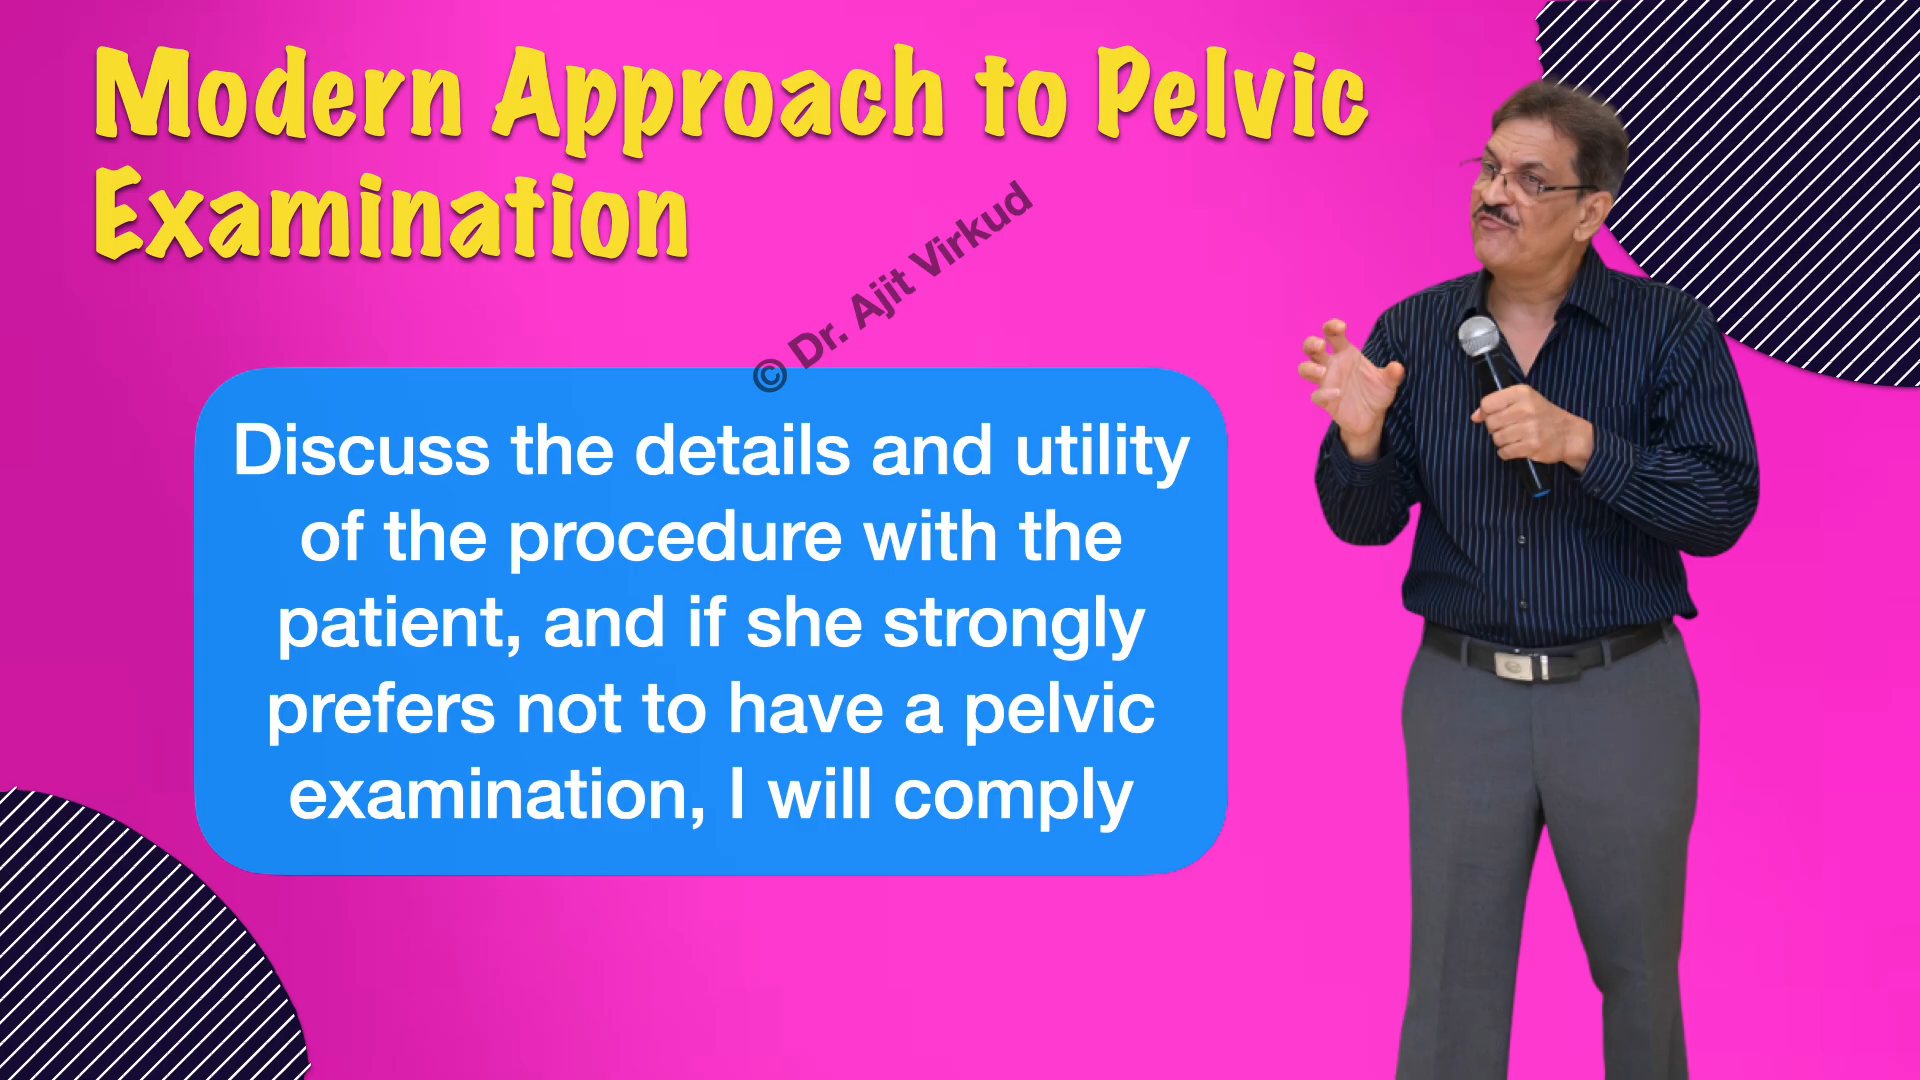 Modern Approach to Pelvic
Examination
© Dr. Ajit Virkud
Discuss the details and utility
of the procedure with the
patient, and if she strongly
prefers not to have a pelvic
examination, I will comply